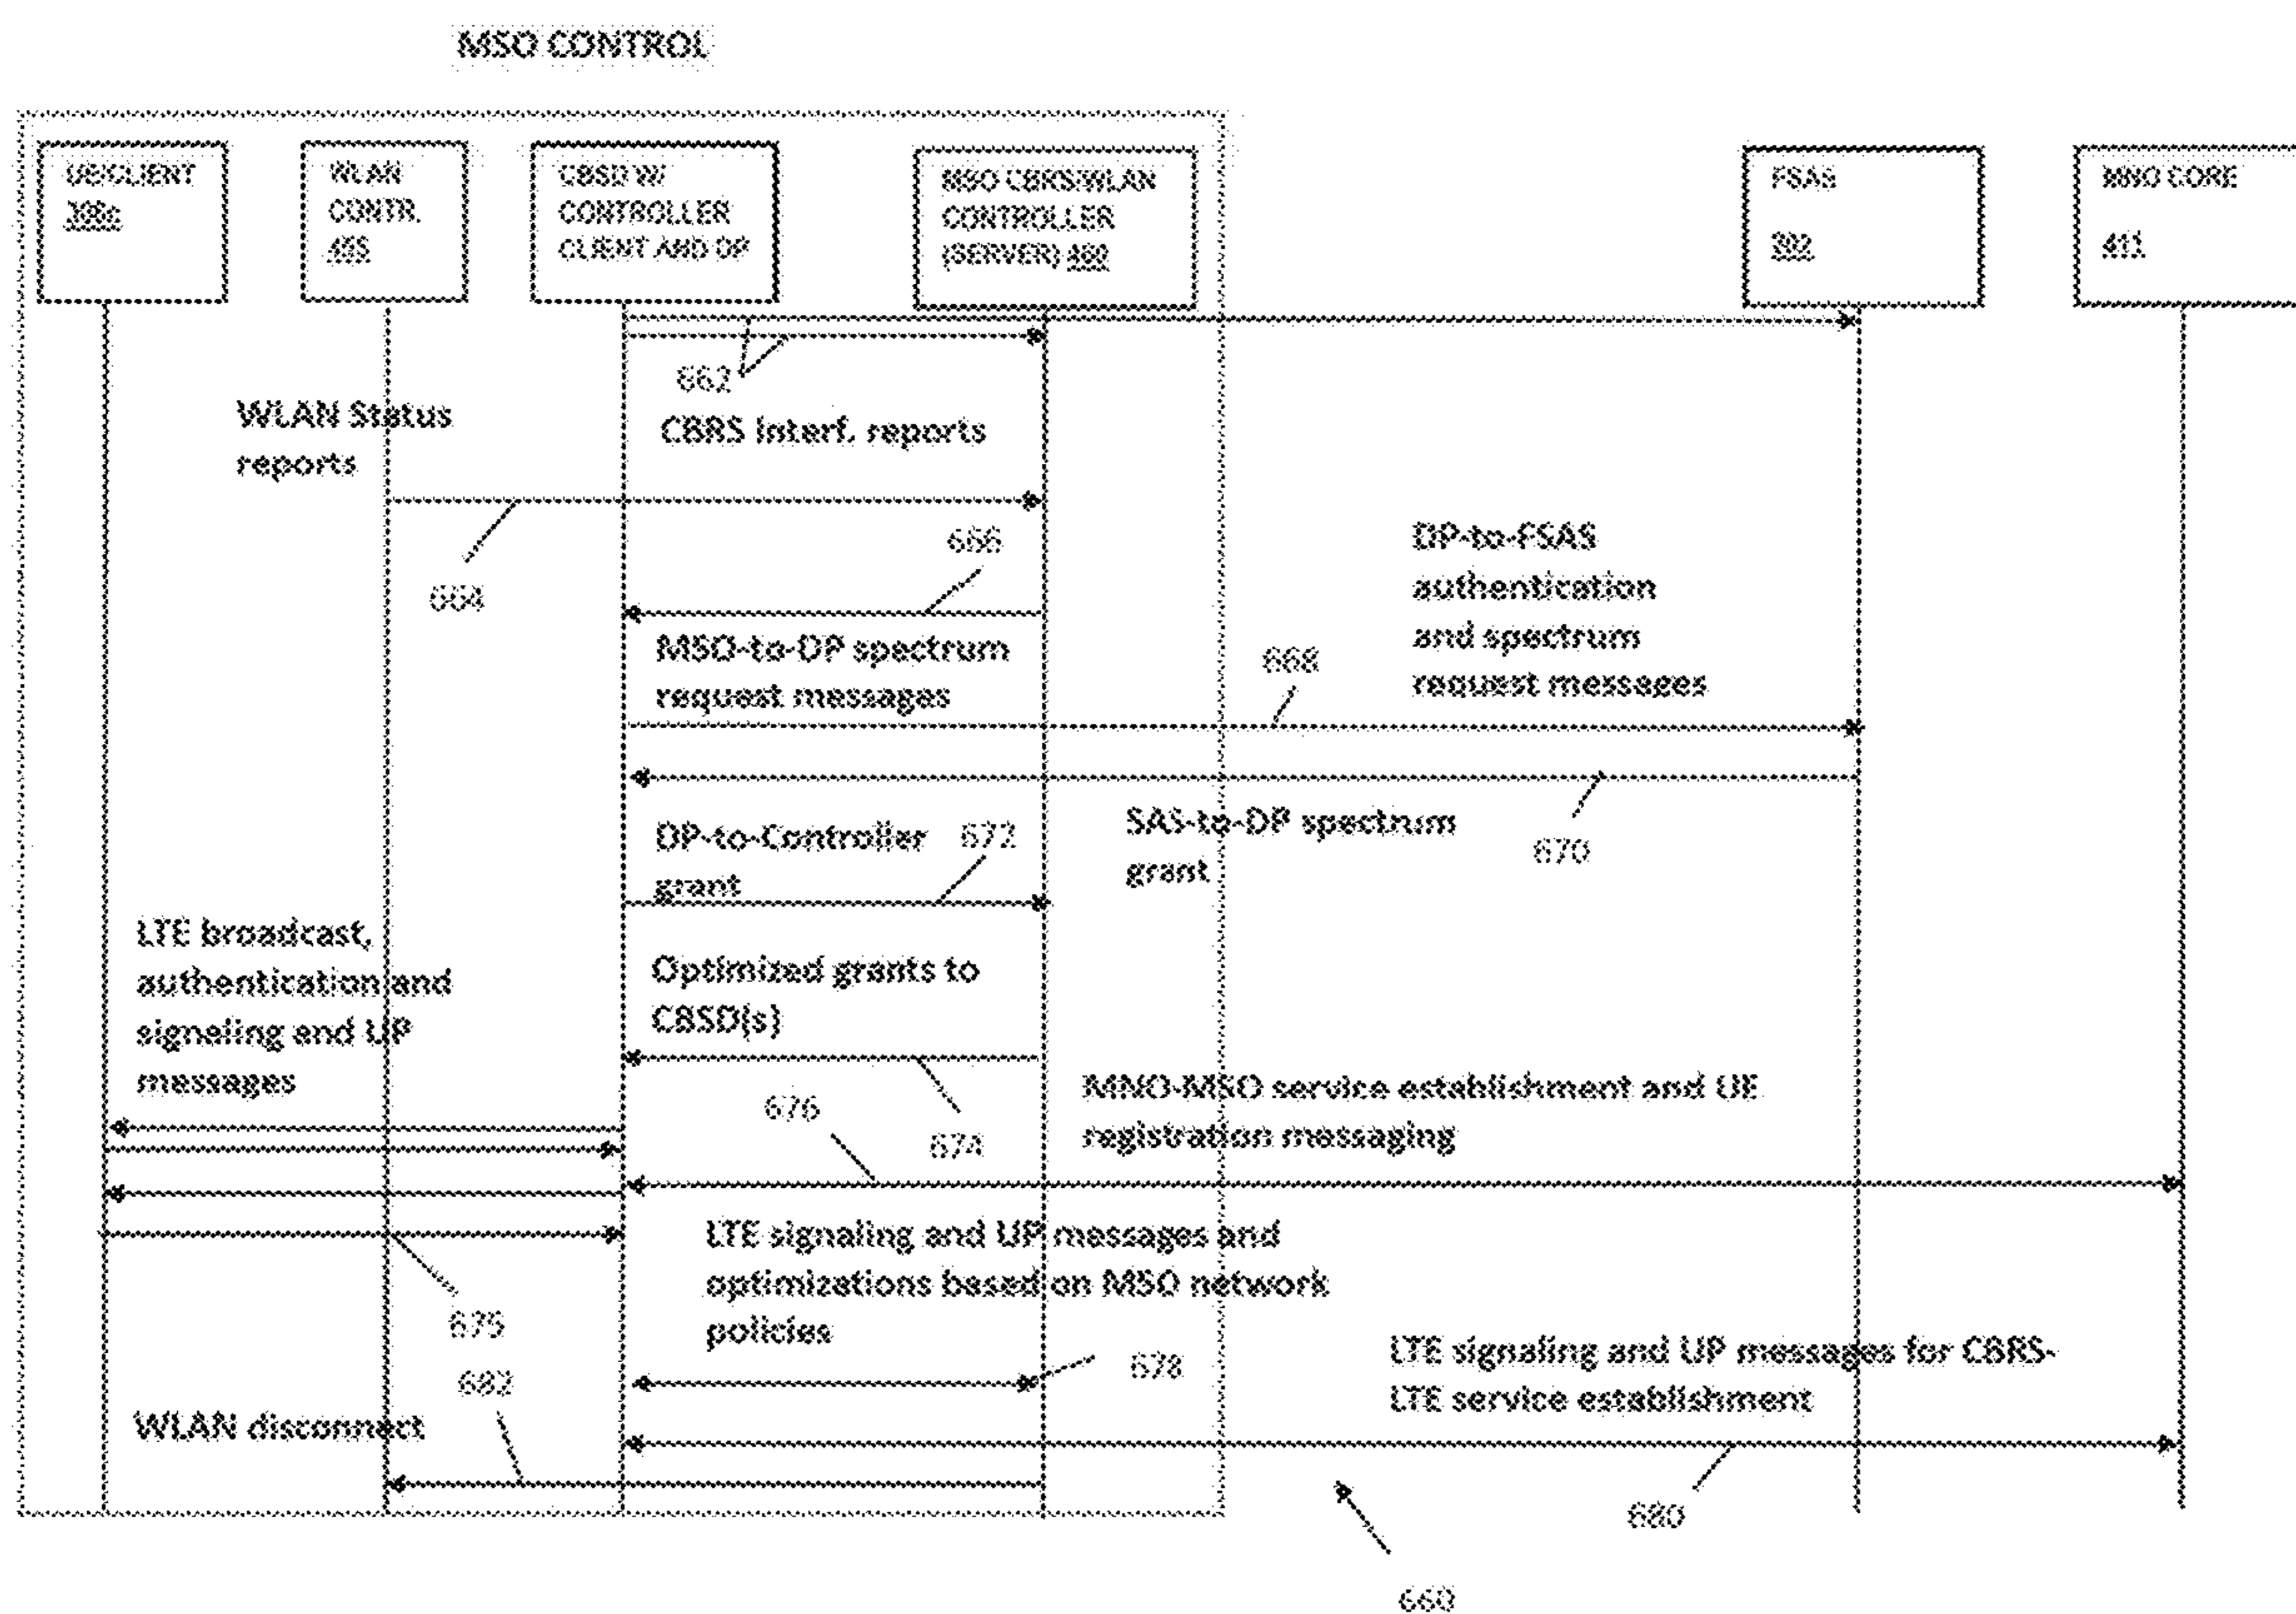 MSO CONTROL
UE/CLIENT
WLAN
CONTR.
CBSD W/
CONTROLLER
CLIENT AND DP
MSO CBRS/WLAN
CONTROLLER
(SERVER)
FSAS
MNO CORE
411
662
WLAN Status
reports
CBRS interf. reports
664
666
MSO-to-DP spectrum
request messages
668
DP-to-FSAS
authentication
and spectrum
request messages
DP-to-Controller
grant
672
SAS-to-DP spectrum
grant
670
LTE broadcast,
authentication and
signaling and UP
messages
Optimized grants to
CBSD(s)
676
674
MNO-MSO service establishment and UE
registration messaging
675
LTE signaling and UP messages and
optimizations based on MSO network
policies
678
682
WLAN disconnect
LTE signaling and UP messages for CBRS-
LTE service establishment
680
660